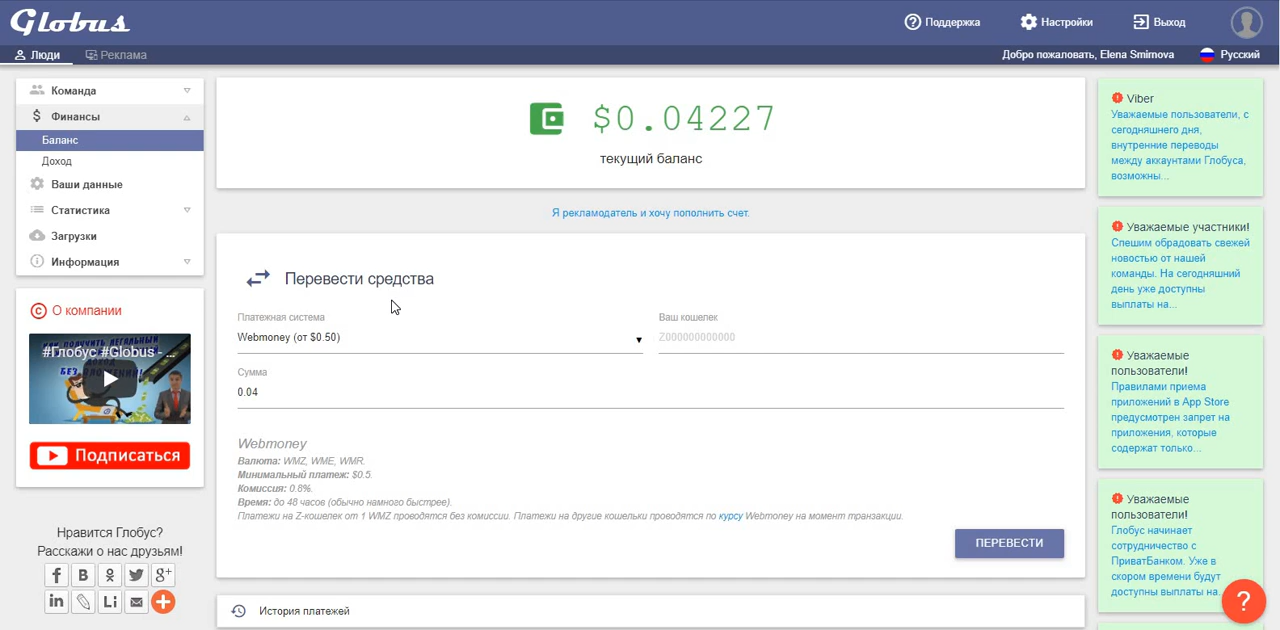 Globus
Поддержка
Настройки
Выход
Люди
Реклама
Добро пожаловать, Elena Smirnova
Русский
Команда
Финансы
Баланс
Доход
Ваши данные
Статистика
Загрузки
Информация
О компании
#Глобус #Globus - ...
Подписаться
Нравится Глобус?
Расскажи о нас друзьям!
$0.04227
текущий баланс
Я рекламодатель и хочу пополнить счет.
Перевести средства
Платежная система
Webmoney (от $0.50)
Ваш кошелек
Z000000000000
Сумма
0.04
Webmoney
Валюта: WMZ, WME, WMR.
Минимальный платеж: $0.5.
Комиссия: 0.8%.
Время: до 48 часов (обычно намного быстрее).
Платежи на Z-кошелек от 1 WMZ проводятся без комиссии. Платежи на другие кошельки проводятся по курсу Webmoney на момент транзакции.
ПЕРЕВЕСТИ
История платежей
Viber
Уважаемые пользователи, с
сегодняшнего дня,
внутренние переводы
между аккаунтами Глобуса,
возможны...
Уважаемые участники!
Спешим обрадовать свежей
новостью от нашей
команды. На сегодняшний
день уже доступны
выплаты на...
Уважаемые
пользователи!
Правилами приема
приложений в App Store
предусмотрен запрет на
приложения, которые
содержат только...
Уважаемые
пользователи!
Глобус начинает
сотрудничество с
ПриватБанком. Уже в
скором времени будут
доступны выплаты на...